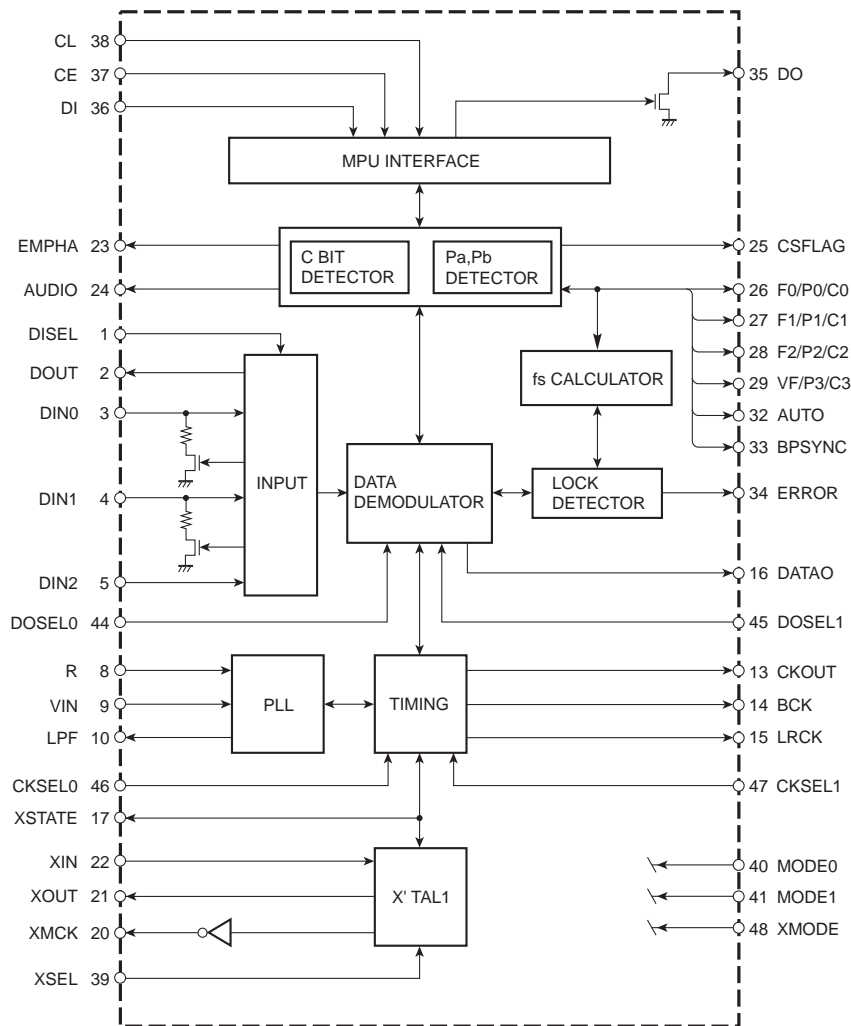 CL 38
CE 37
35 DO
DI 36
MPU INTERFACE
EMPHA 23
C BIT
DETECTOR
Pa,Pb
DETECTOR
25 CSFLAG
AUDIO 24
26 F0/P0/C0
27 F1/P1/C1
DISEL 1
28 F2/P2/C2
DOUT 2
fs CALCULATOR
29 VF/P3/C3
DIN0 3
32 AUTO
33 BPSYNC
INPUT
DATA
DEMODULATOR
LOCK
DETECTOR
DIN1 4
34 ERROR
DIN2 5
16 DATAO
DOSEL0 44
45 DOSEL1
R 8
13 CKOUT
VIN 9
PLL
TIMING
14 BCK
LPF 10
15 LRCK
CKSEL0 46
47 CKSEL1
XSTATE 17
XIN 22
40 MODE0
XOUT 21
X' TAL1
41 MODE1
XMCK 20
48 XMODE
XSEL 39